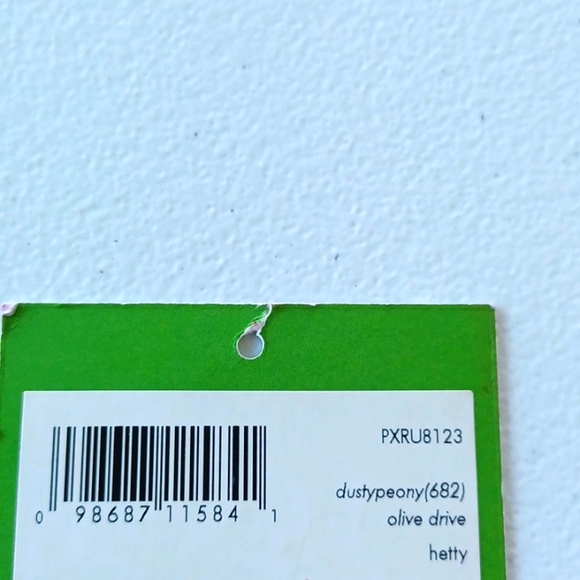 PXRU8123
dustypeony(682)
olive drive
hetty
0 98687 11584 1